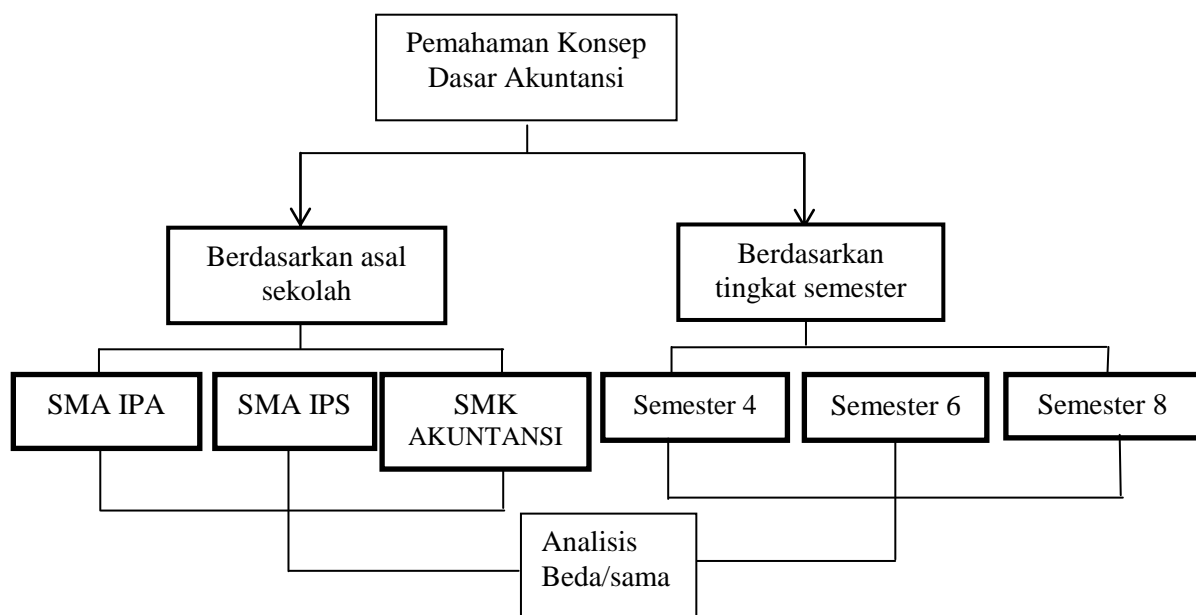 Pemahaman Konsep
Dasar Akuntansi
Berdasarkan asal
sekolah
Berdasarkan
tingkat semester
SMA IPA
SMA IPS
SMK
AKUNTANSI
Semester 4
Semester 6
Semester 8
Analisis
Beda/sama